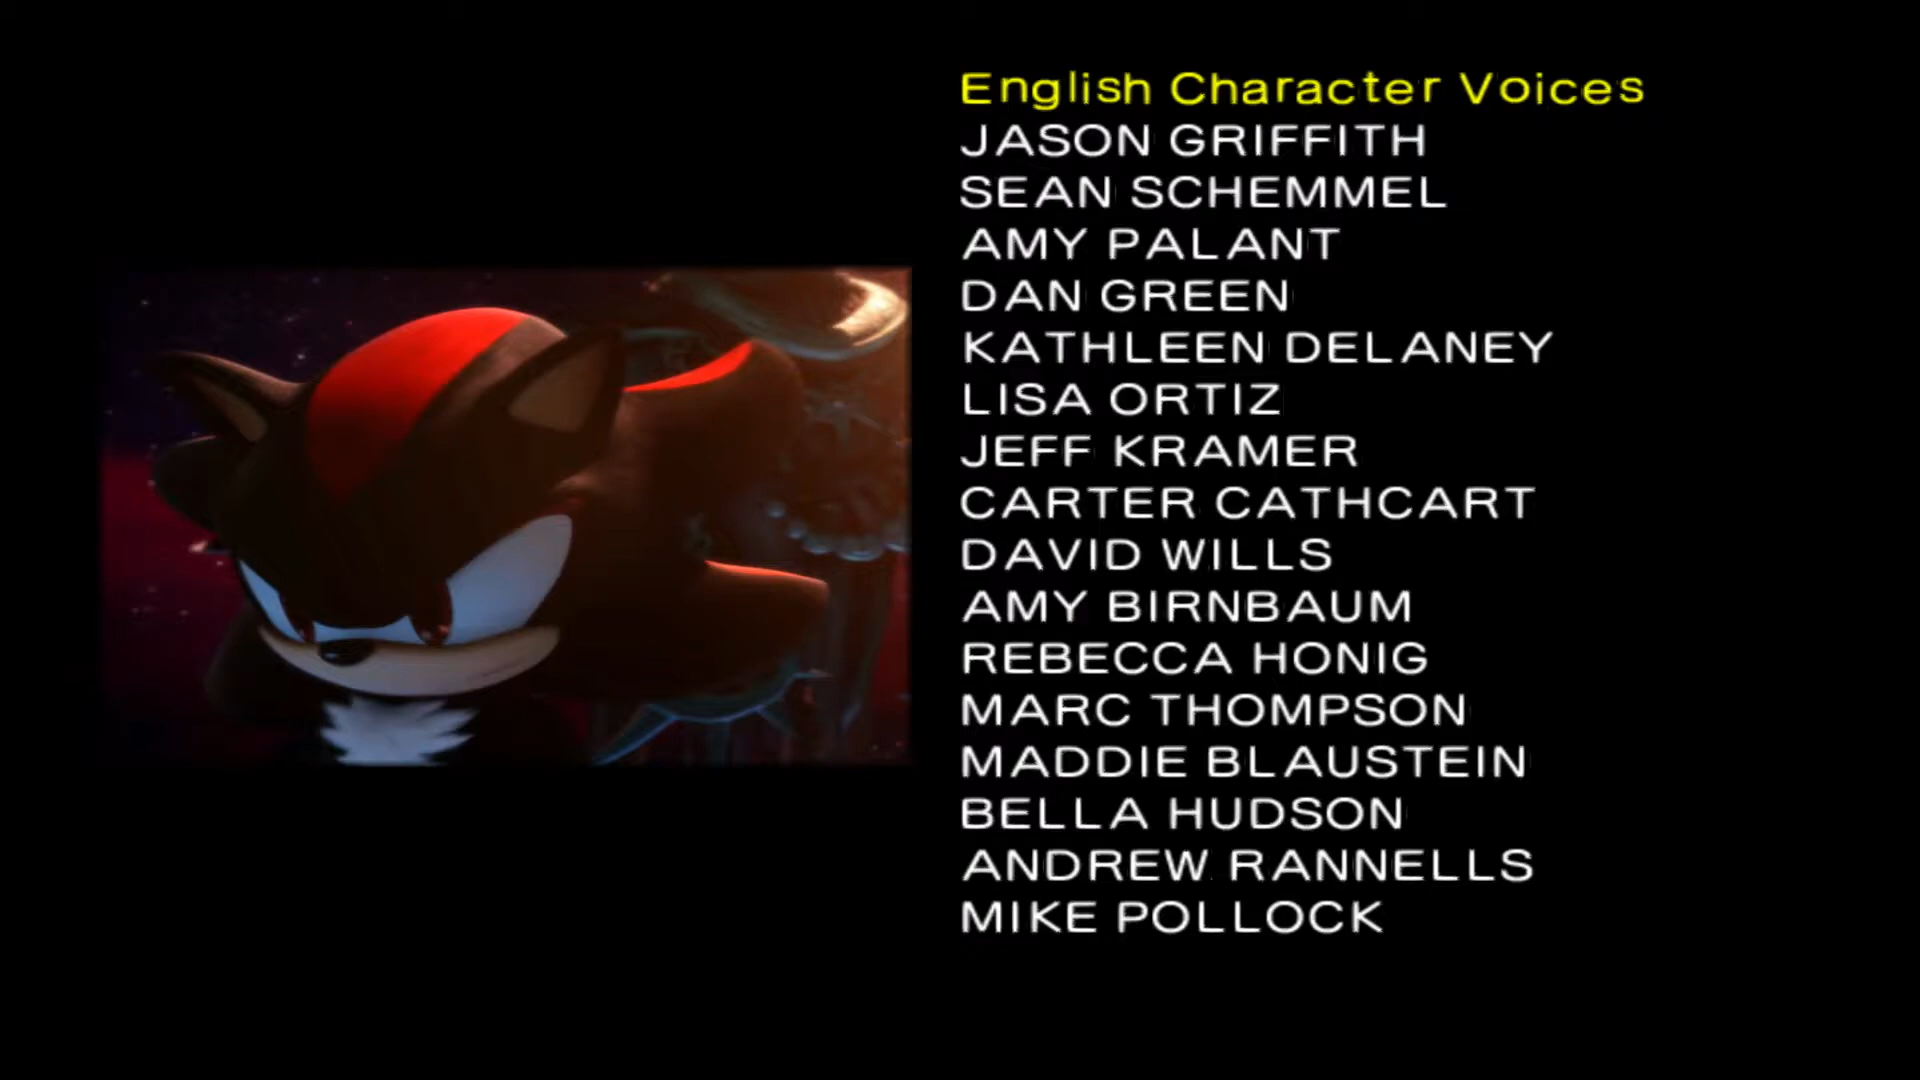 English Character Voices
JASON GRIFFITH
SEAN SCHEMMEL
AMY PALANT
DAN GREEN
KATHLEEN DELANEY
LISA ORTIZ
JEFF KRAMER
CARTER CATHCART
DAVID WILLS
AMY BIRNBAUM
REBECCA HONIG
MARC THOMPSON
MADDIE BLAUSTEIN
BELLA HUDSON
ANDREW RANNELLS
MIKE POLLOCK